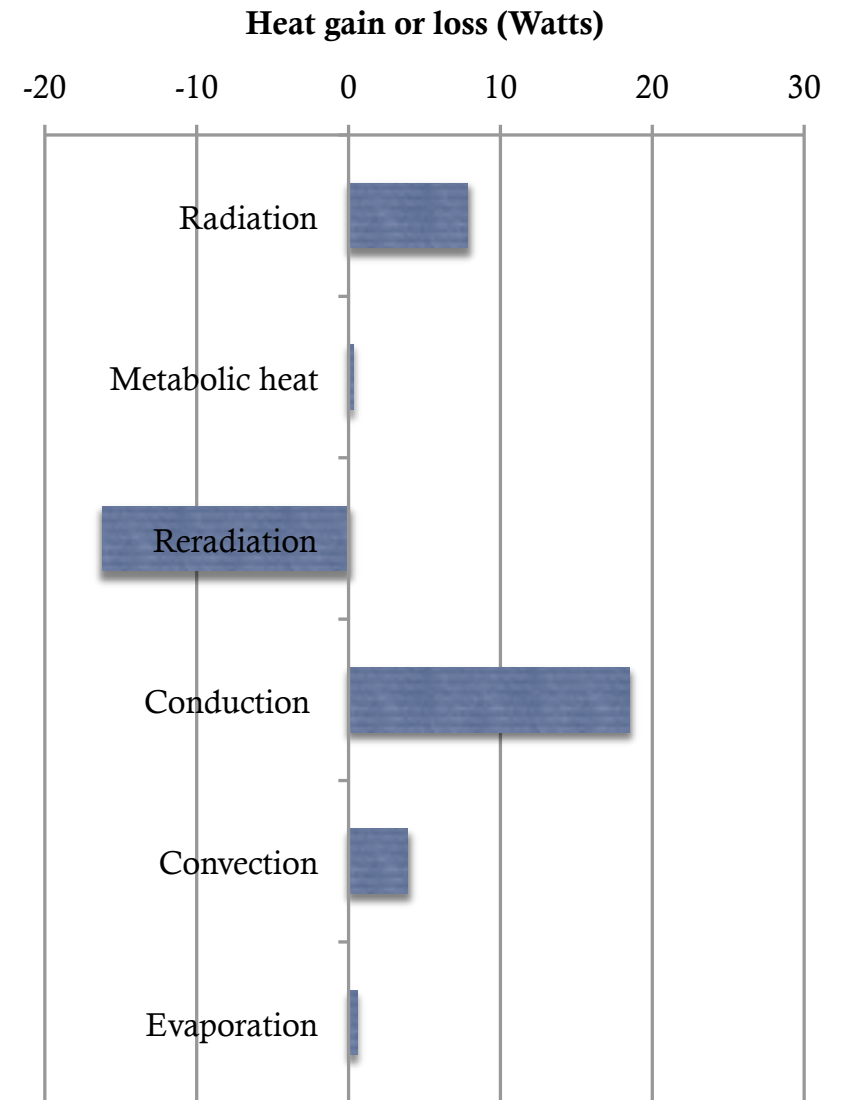 Heat gain or loss (Watts)
-20 -10 0 10 20 30
Radiation
Metabolic heat
Reradiation
Conduction
Convection
Evaporation